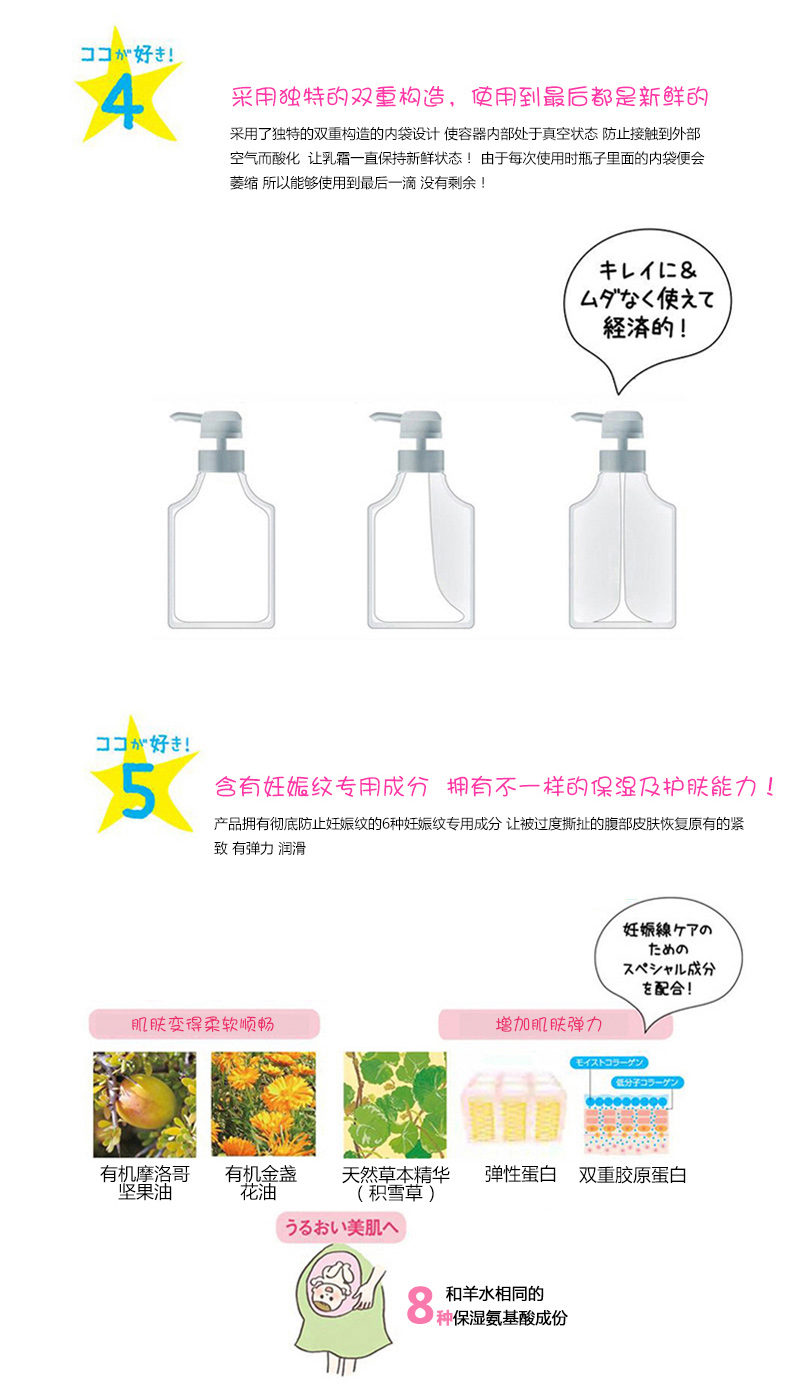 ココが好き!
4
采用独特的双重构造，使用到最后都是新鲜的
采用了独特的双重构造的内袋设计 使容器内部处于真空状态 防止接触到外部
空气而酸化 让乳霜一直保持新鲜状态！ 由于每次使用时瓶子里面的内袋便会
萎缩 所以能够使用到最后一滴 没有剩余！
キレイに&
ムダなく使えて
経済的!
ココが好き!
5
含有妊娠纹专用成分 拥有不一样的保湿及护肤能力！
产品拥有彻底防止妊娠纹的6种妊娠纹专用成分 让被过度撕扯的腹部皮肤恢复原有的紧
致 有弹力 润滑
妊娠線ケアの
ための
スペシャル成分
を配合!
肌肤变得柔软顺畅
增加肌肤弹力
モイストコラーゲン
低分子コラーゲン
有机摩洛哥
坚果油
有机金盏
花油
天然草本精华
（积雪草）
弹性蛋白
双重胶原蛋白
うるおい美肌へ
和羊水相同的
8种保湿氨基酸成份